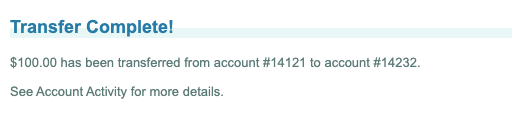 Transfer Complete!
$100.00 has been transferred from account #14121 to account #14232.
See Account Activity for more details.